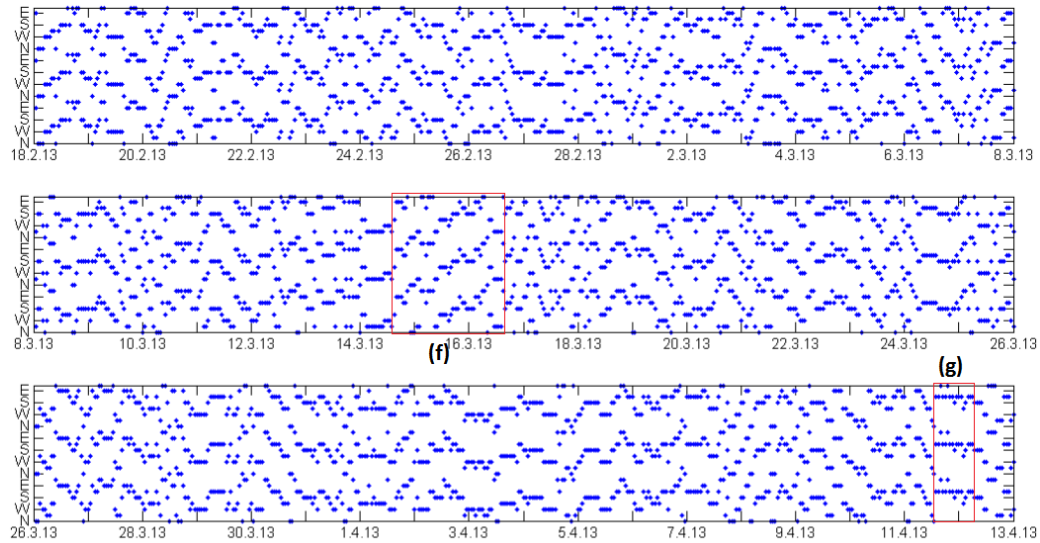 E
S
W
N
E
S
W
N
E
S
W
N
18.2.13 20.2.13 22.2.13 24.2.13 26.2.13 28.2.13 2.3.13 4.3.13 6.3.13 8.3.13
E
S
W
N
E
S
W
N
E
S
W
N
8.3.13 10.3.13 12.3.13 14.3.13 16.3.13 18.3.13 20.3.13 22.3.13 24.3.13 26.3.13
(f) (g)
E
S
W
N
E
S
W
N
E
S
W
N
26.3.13 28.3.13 30.3.13 1.4.13 3.4.13 5.4.13 7.4.13 9.4.13 11.4.13 13.4.13